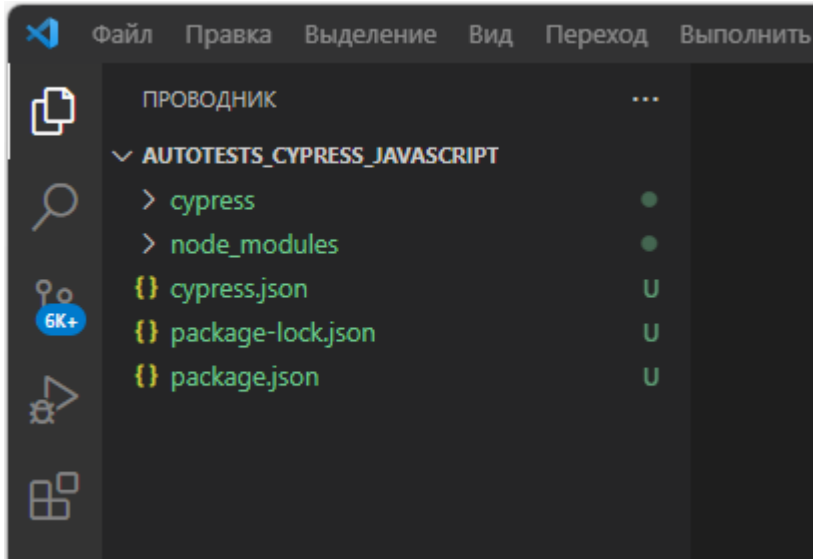 Файл Правка Выделение Вид Переход Выполнить
ПРОВОДНИК ...
AUTOTESTS_CYPRESS_JAVASCRIPT
cypress
node_modules
{} cypress.json U
6K+
{} package-lock.json U
{} package.json U